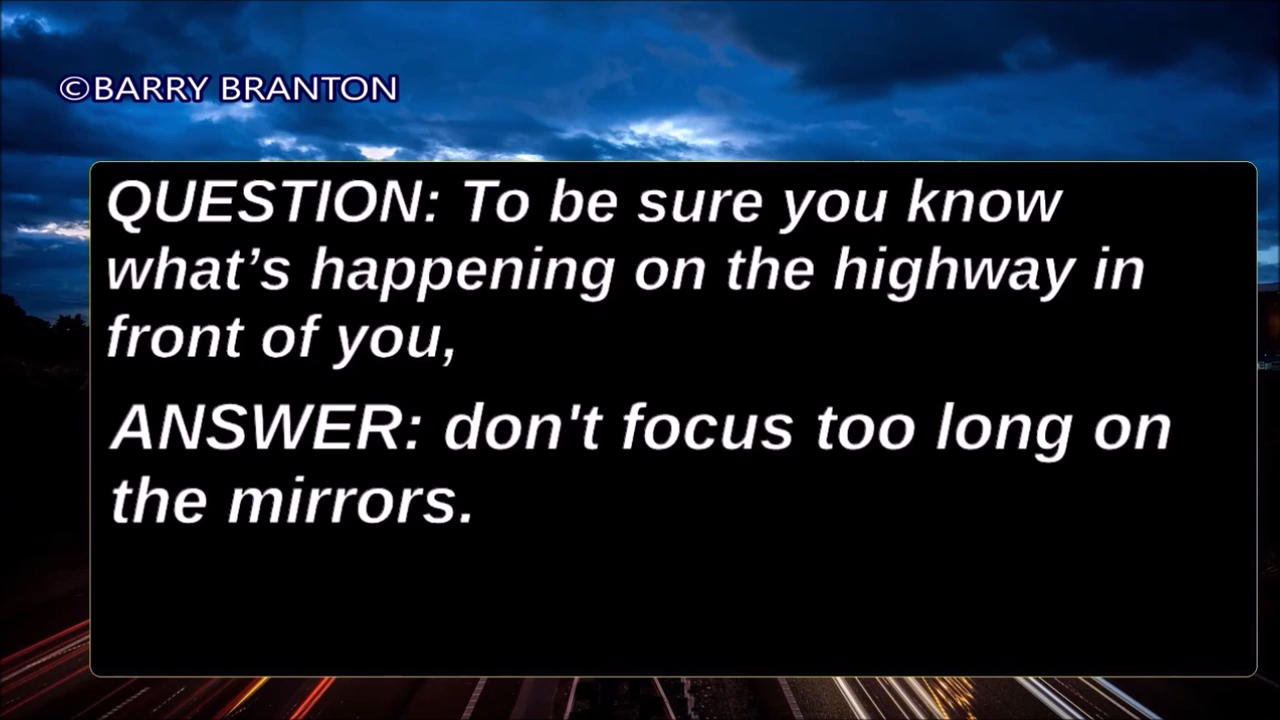 ©BARRY BRANTON
QUESTION: To be sure you know
what’s happening on the highway in
front of you,
ANSWER: don't focus too long on
the mirrors.